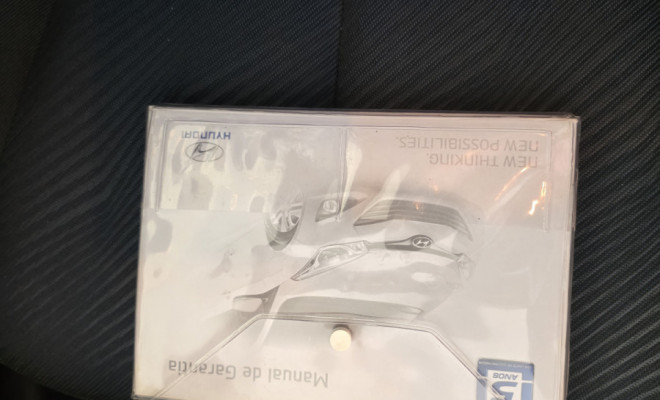 Manual de Garantia
5
ANOS
NEW THINKING.
NEW POSSIBILITIES.
HYUNDAI